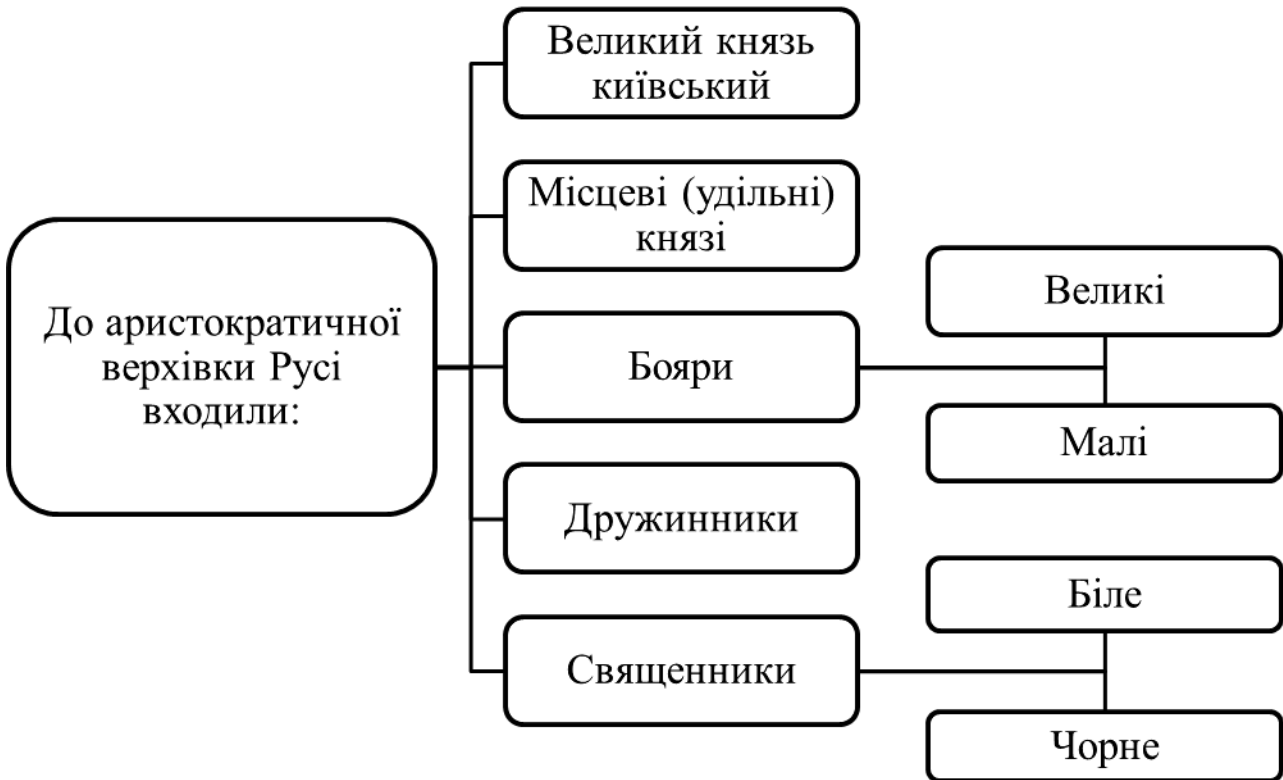 До аристократичної
верхівки Русі
входили:
Великий князь
київський
Місцеві (удільні)
князі
Бояри
Великі
Малі
Дружинники
Священники
Біле
Чорне